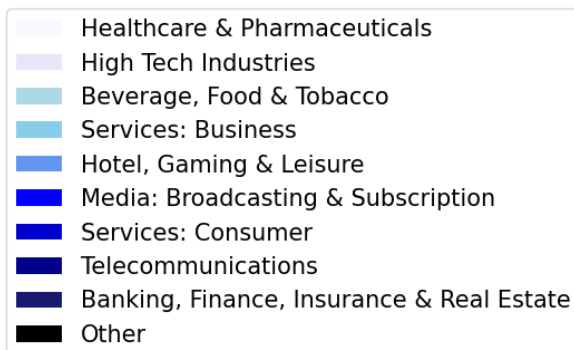 Healthcare & Pharmaceuticals
High Tech Industries
Beverage, Food & Tobacco
Services: Business
Hotel, Gaming & Leisure
Media: Broadcasting & Subscription
Services: Consumer
Telecommunications
Banking, Finance, Insurance & Real Estate
Other